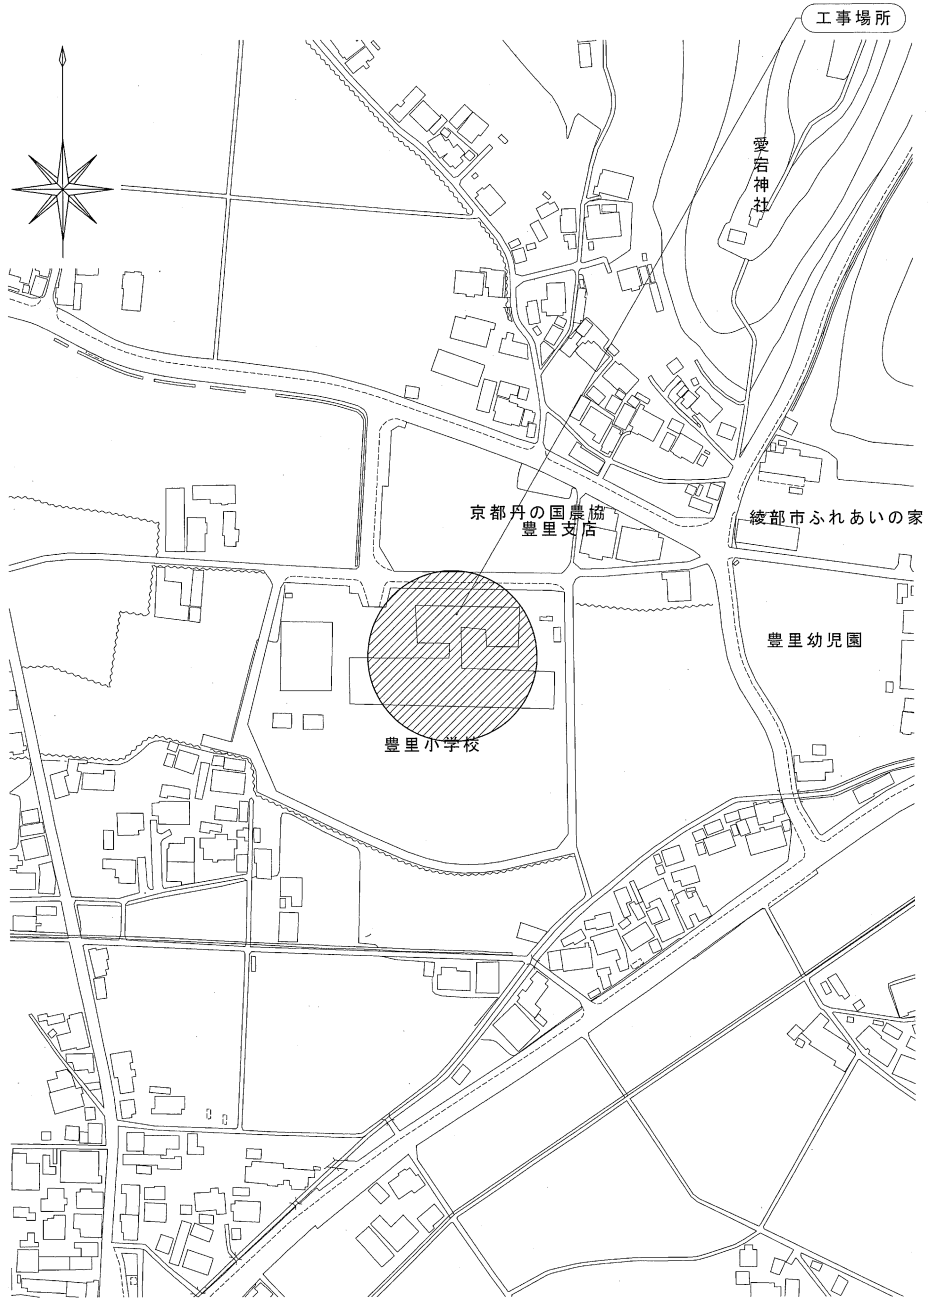 工事場所
愛宕神社
京都丹の国農協
豊里支店
綾部市ふれあいの家
豊里幼児園
豊里小学校